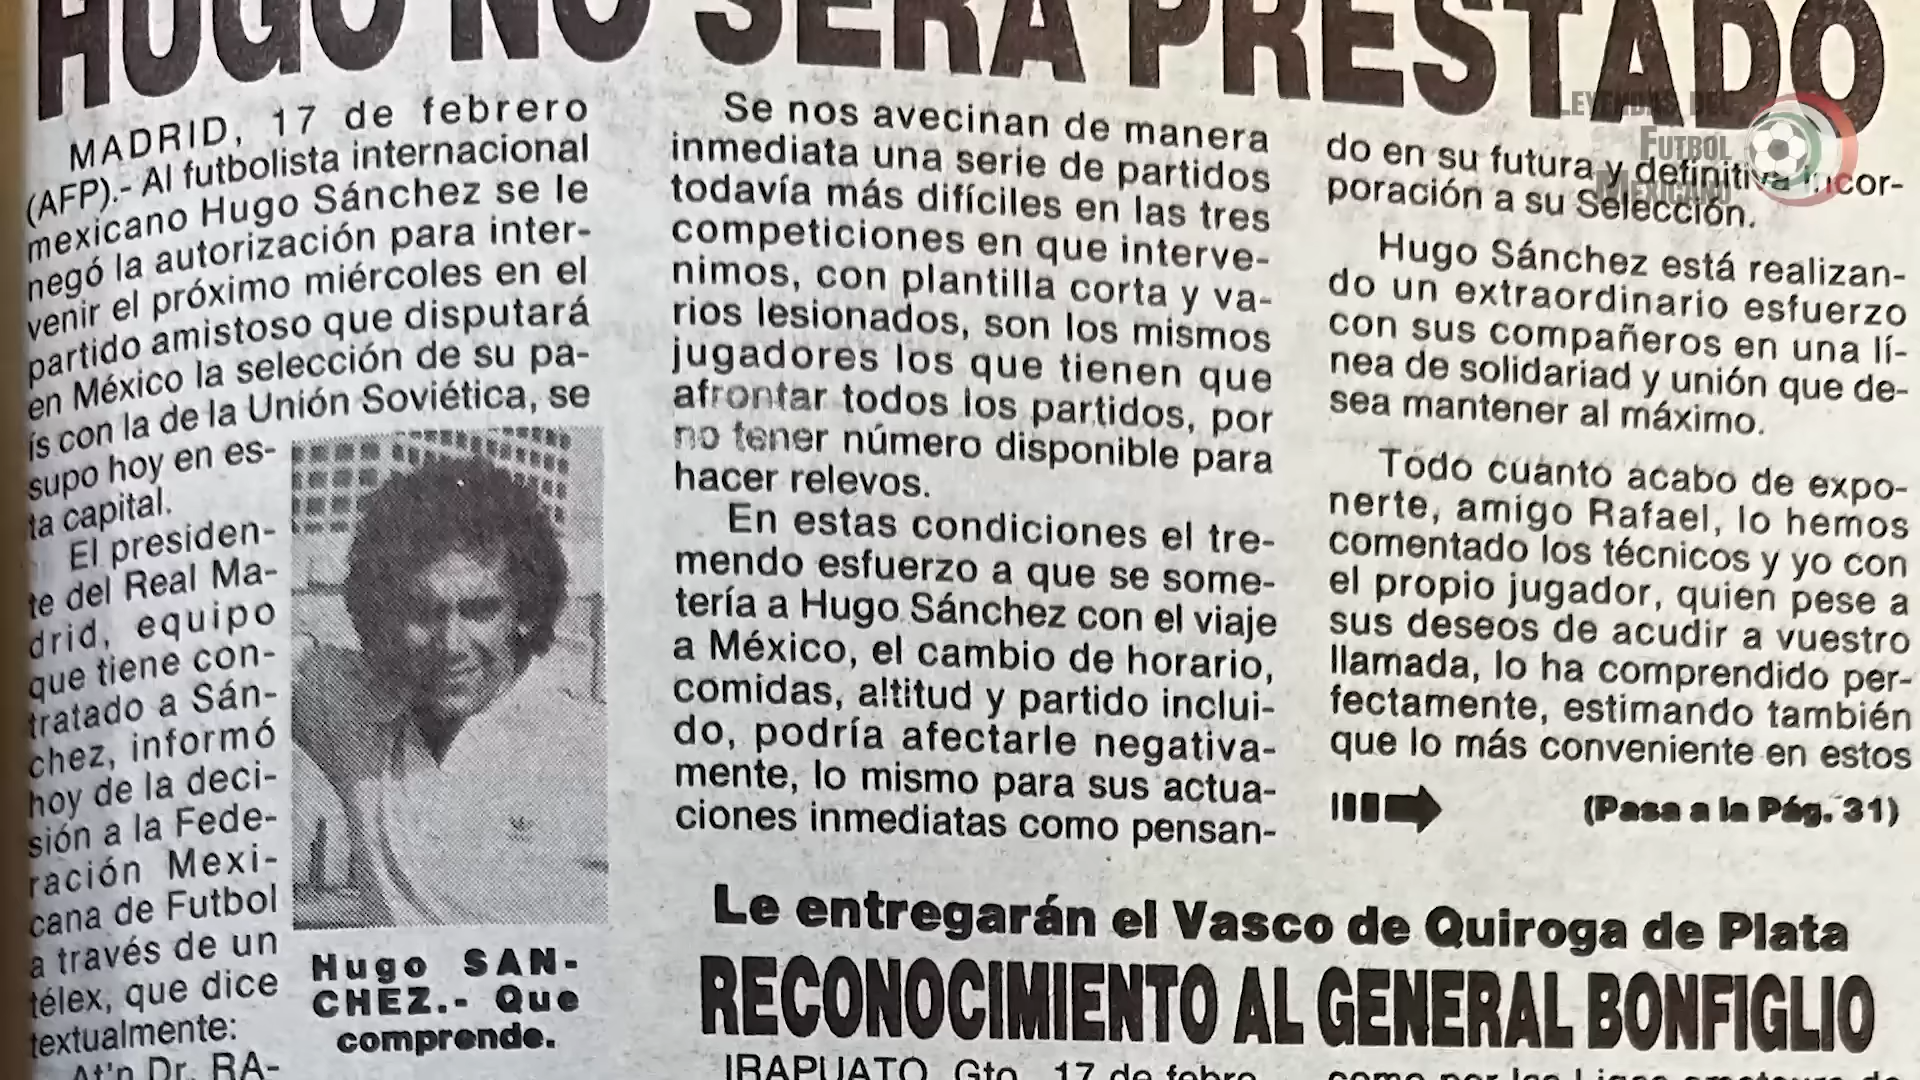 HUGO NO SERA PRESTADO
LEYENDAS DEL
FUTBOL
MEXICANO
MADRID, 17 de febrero
(AFP).- Al futbolista internacional
mexicano Hugo Sánchez se le
negó la autorización para inter-
venir el próximo miércoles en el
partido amistoso que disputará
en México la selección de su pa-
ís con la de la Unión Soviética, se
supo hoy en es-
ta capital.
El presiden-
te del Real Ma-
drid, equipo
que tiene con-
tratado a Sán-
chez, informó
hoy de la deci-
sión a la Fede-
ración Mexi-
cana de Futbol
a través de un
télex, que dice
textualmente:
At'n Dr. RA-
Hugo SAN-
CHEZ.- Que
comprende.
Se nos avecinan de manera
inmediata una serie de partidos
todavía más difíciles en las tres
competiciones en que interve-
nimos, con plantilla corta y va-
rios lesionados, son los mismos
jugadores los que tienen que
afrontar todos los partidos, por
no tener número disponible para
hacer relevos.
En estas condiciones el tre-
mendo esfuerzo a que se some-
tería a Hugo Sánchez con el viaje
a México, el cambio de horario,
comidas, altitud y partido inclui-
do, podría afectarle negativa-
mente, lo mismo para sus actua-
ciones inmediatas como pensan-
do en su futura y definitiva incor-
poración a su Selección.
Hugo Sánchez está realizan-
do un extraordinario esfuerzo
con sus compañeros en una lí-
nea de solidariad y unión que de-
sea mantener al máximo.
Todo cuanto acabo de expo-
nerte, amigo Rafael, lo hemos
comentado los técnicos y yo con
el propio jugador, quien pese a
sus deseos de acudir a vuestro
llamada, lo ha comprendido per-
fectamente, estimando también
que lo más conveniente en estos
(Pasa a la Pág. 31)
Le entregarán el Vasco de Quiroga de Plata
RECONOCIMIENTO AL GENERAL BONFIGLIO
IRAPUATO, Gto., 17 de febre
como por las Ligas amateurs de